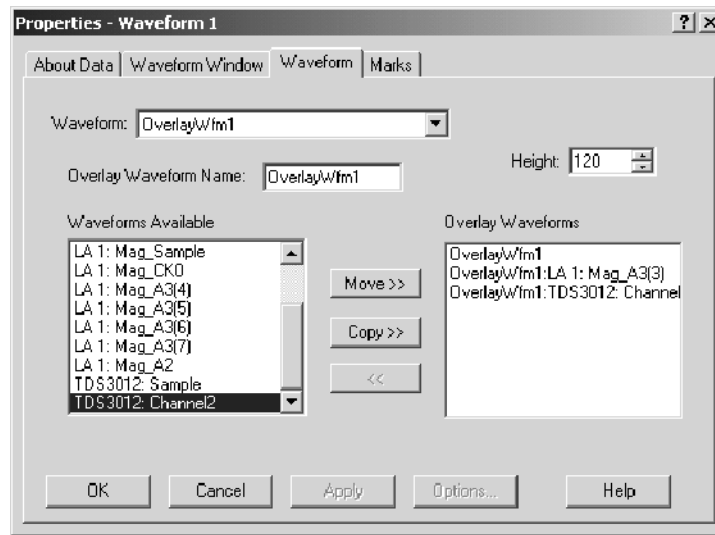 Properties - Waveform 1
About Data Waveform Window Waveform Marks
Waveform: OverlayWfm1
Height: 120
Overlay Waveform Name: OverlayWfm1
Waveforms Available
LA 1: Mag_Sample
LA 1: Mag_CK0
LA 1: Mag_A3(4)
LA 1: Mag_A3(5)
LA 1: Mag_A3(6)
LA 1: Mag_A3(7)
LA 1: Mag_A2
TDS3012: Sample
TDS3012: Channel2
Move >>
Copy >>
<<
Overlay Waveforms
OverlayWfm1
OverlayWfm1:LA 1: Mag_A3(3)
OverlayWfm1:TDS3012: Channel
OK Cancel Apply Options... Help